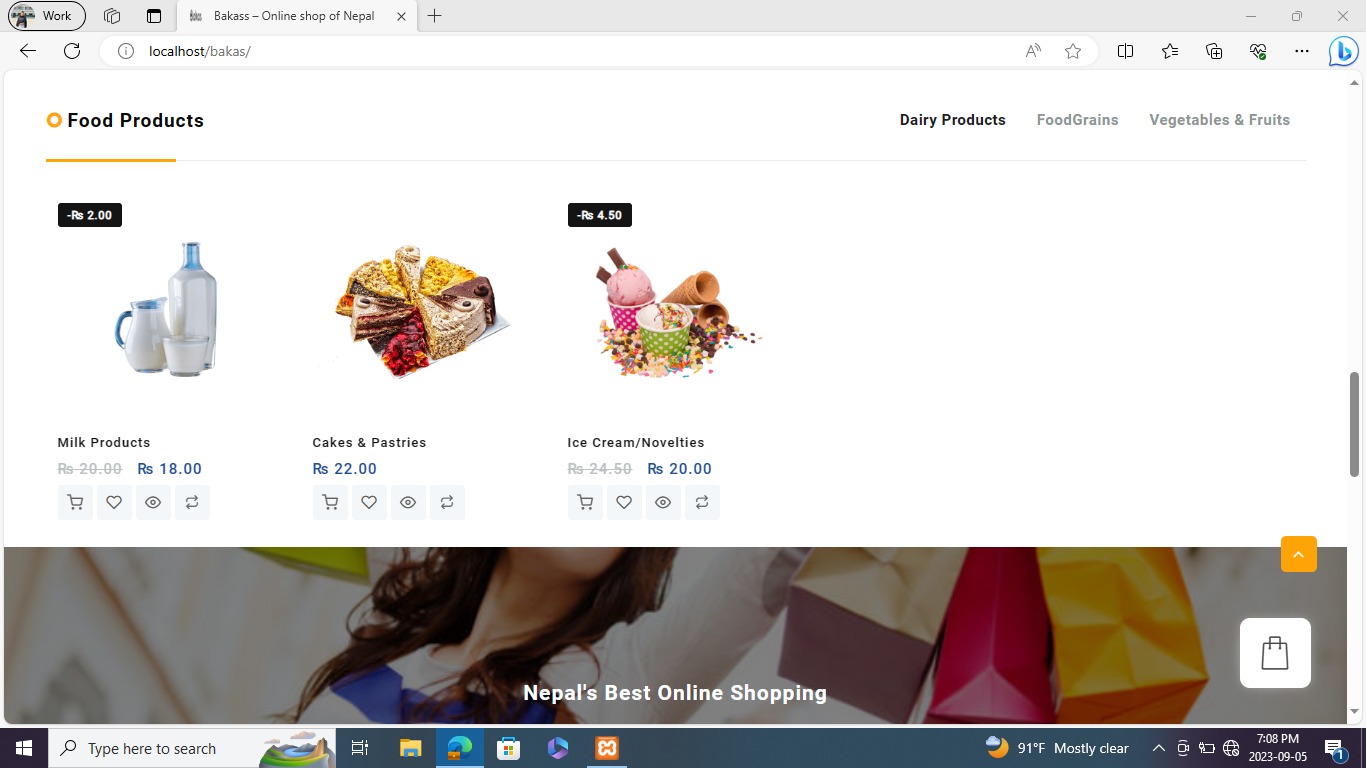 Work
Bakass – Online shop of Nepal
localhost/bakas/
Food Products
Dairy Products FoodGrains Vegetables & Fruits
-₨ 2.00
-₨ 4.50
Milk Products
Cakes & Pastries
Ice Cream/Novelties
₨ 20.00 ₨ 18.00
₨ 22.00
₨ 24.50 ₨ 20.00
Nepal's Best Online Shopping
Type here to search
91°F Mostly clear
7:08 PM
2023-09-05
1